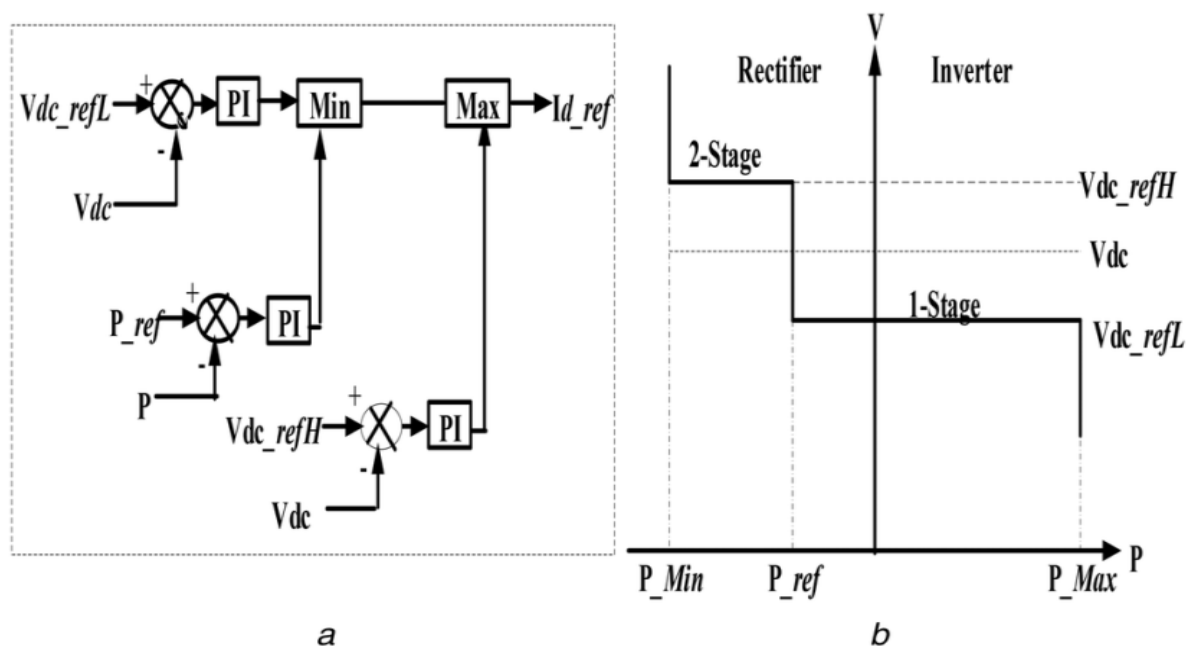 Vdc_refL
+
-
PI
Min
Max
Id_ref
Vdc
P_ref
+
-
PI
P
Vdc_refH
+
-
PI
Vdc
a
V
Rectifier
Inverter
2-Stage
Vdc_refH
Vdc
1-Stage
Vdc_refL
P_Min
P_ref
P_Max
P
b